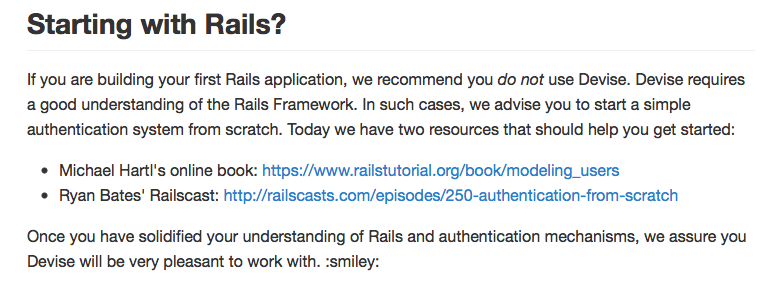 Starting with Rails?
If you are building your first Rails application, we recommend you do not use Devise. Devise requires
a good understanding of the Rails Framework. In such cases, we advise you to start a simple
authentication system from scratch. Today we have two resources that should help you get started:
• Michael Hartl's online book: https://www.railstutorial.org/book/modeling_users
• Ryan Bates' Railscast: http://railscasts.com/episodes/250-authentication-from-scratch
Once you have solidified your understanding of Rails and authentication mechanisms, we assure you
Devise will be very pleasant to work with. :smiley: